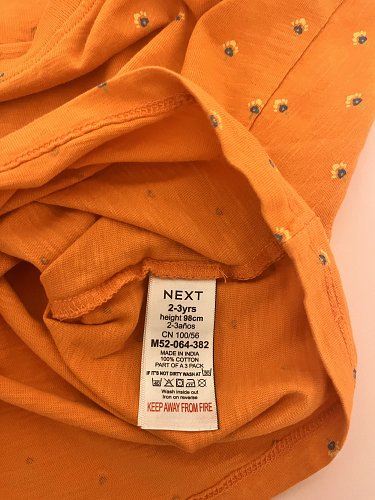 NEXT
2-3yrs
height 98cm
2-3años
CN 100/56
M52-064-382
MADE IN INDIA
100% COTTON
PART OF A 3 PACK
IF IT'S NOT DIRTY WASH AT
Wash inside out
Iron on reverse
KEEP AWAY FROM FIRE